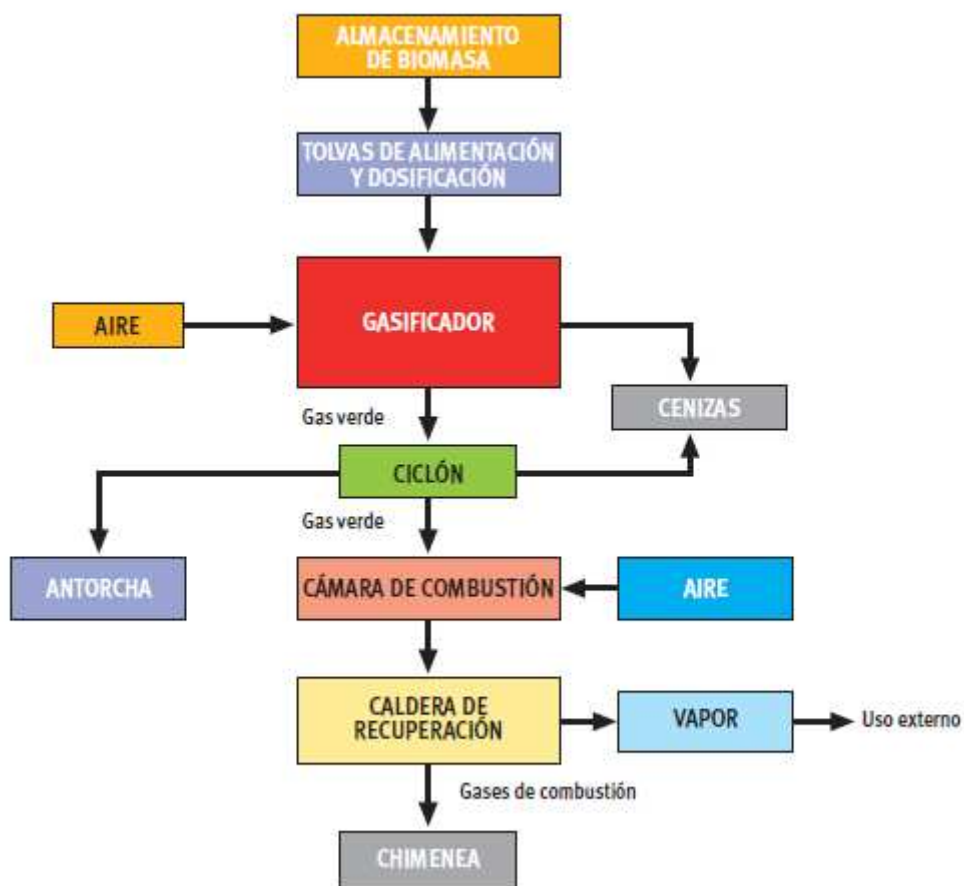 ALMACENAMIENTO
DE BIOMASA
TOLVAS DE ALIMENTACIÓN
Y DOSIFICACIÓN
AIRE
GASIFICADOR
CENIZAS
Gas verde
CICLÓN
Gas verde
ANTORCHA
CÁMARA DE COMBUSTIÓN
AIRE
CALDERA DE
RECUPERACIÓN
VAPOR
Uso externo
Gases de combustión
CHIMENEA